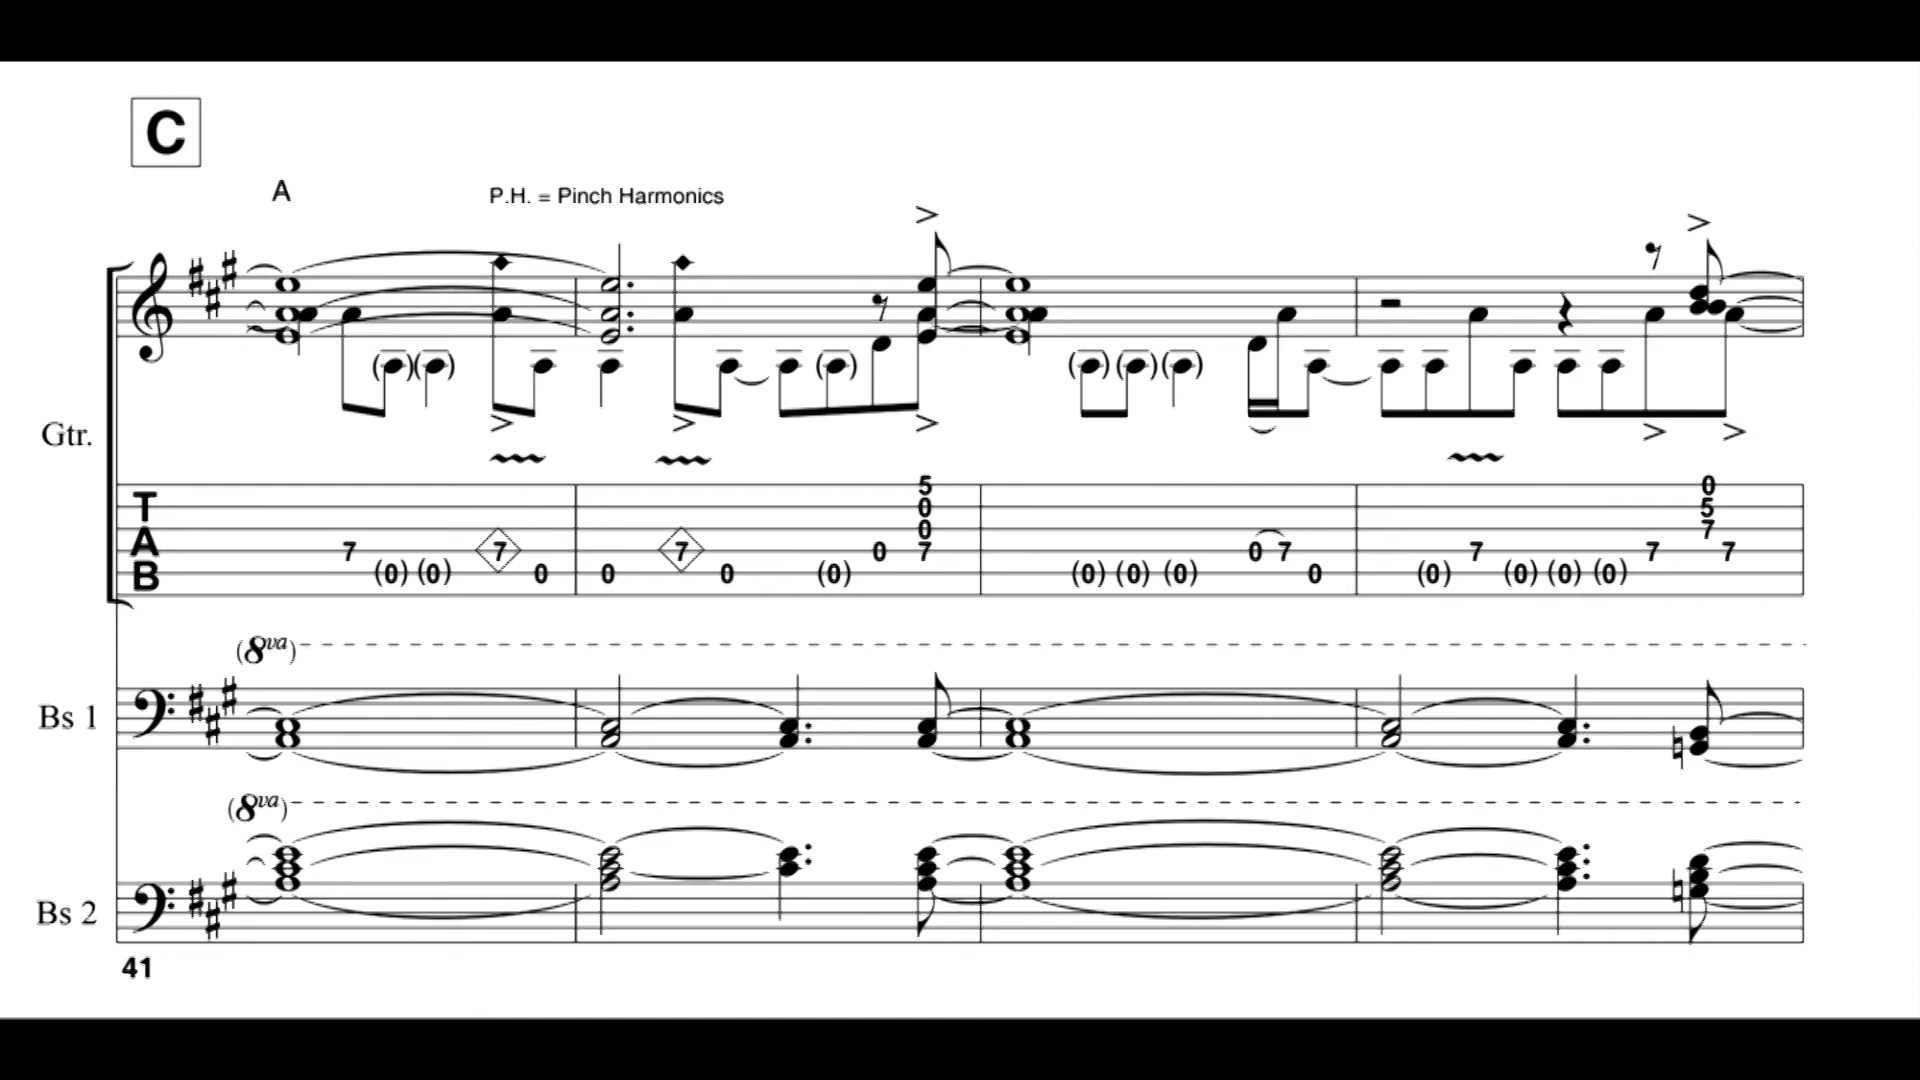 C
A
P.H. = Pinch Harmonics
Gtr.
5
0 0
0 5
T 0 7
A 7 7 7 0 7 0 7 7 7 7
B (0) (0) 0 0 0 (0) (0) (0) (0) 0 (0) (0) (0) (0)
(8va)
Bs 1
(8va)
Bs 2
41